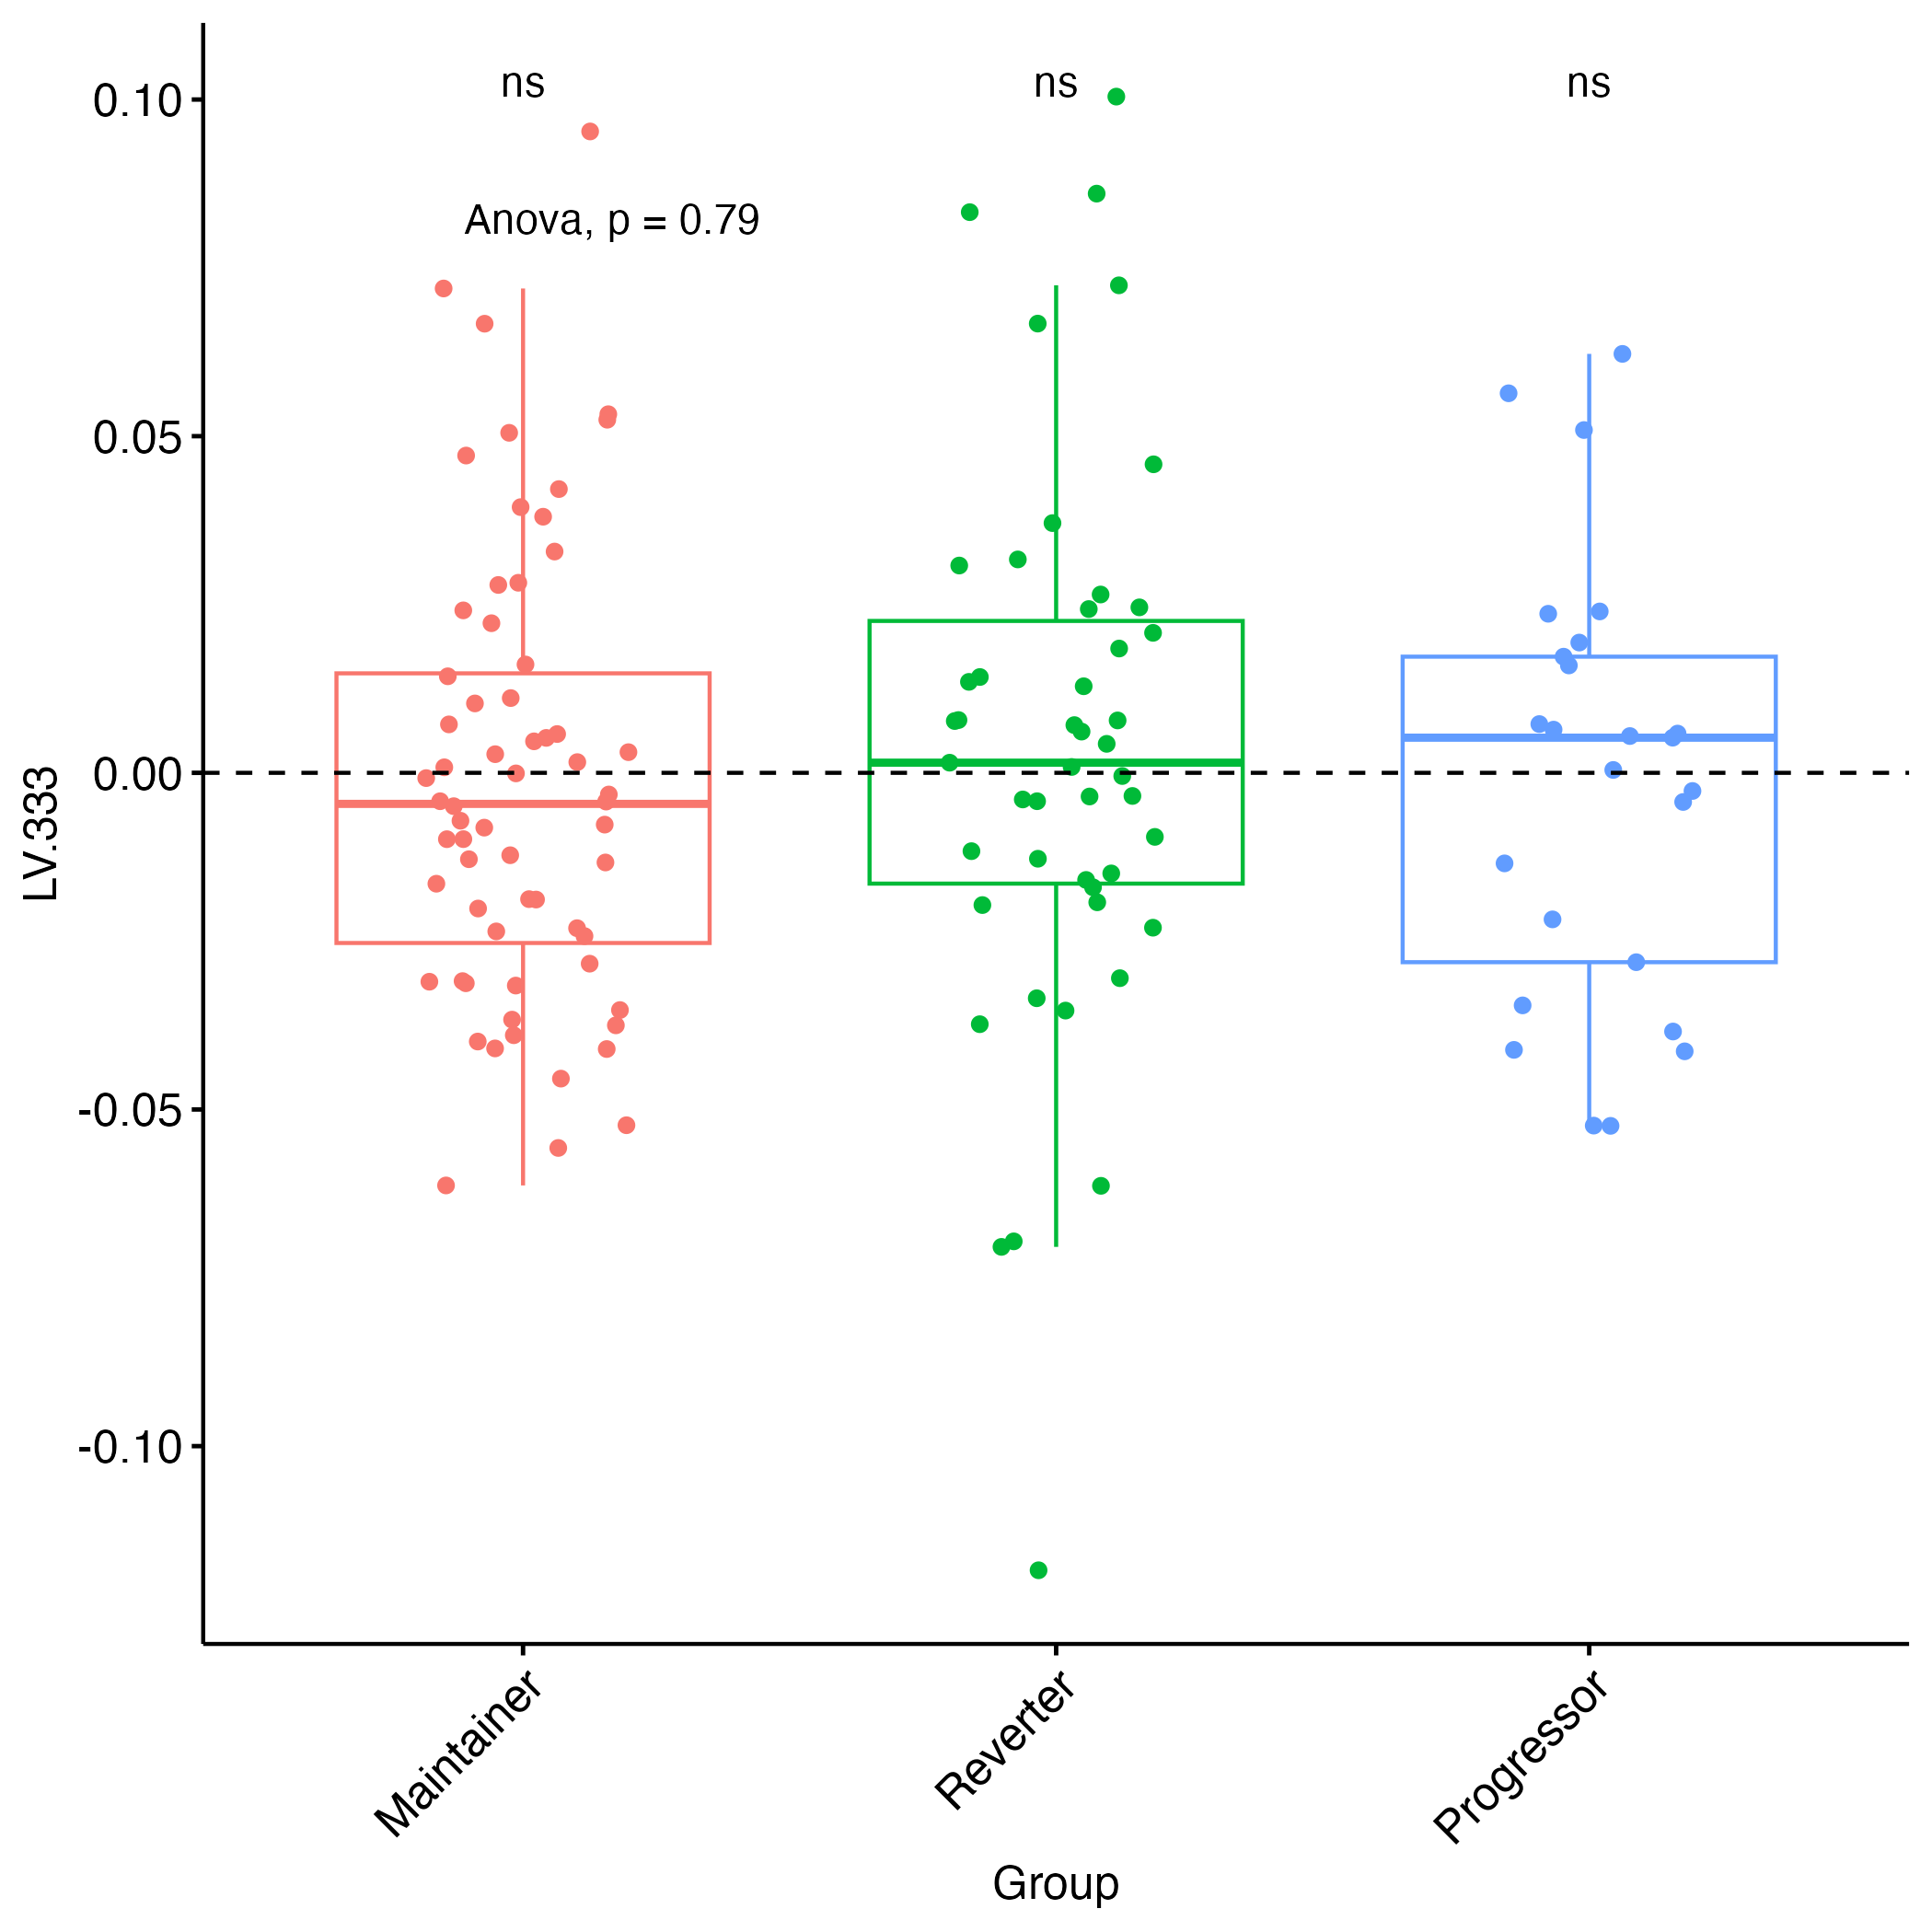 ns ns ns
Anova, p = 0.79
0.10
0.05
0.00
-0.05
-0.10
LV.333
Maintainer
Reverter
Progressor
Group